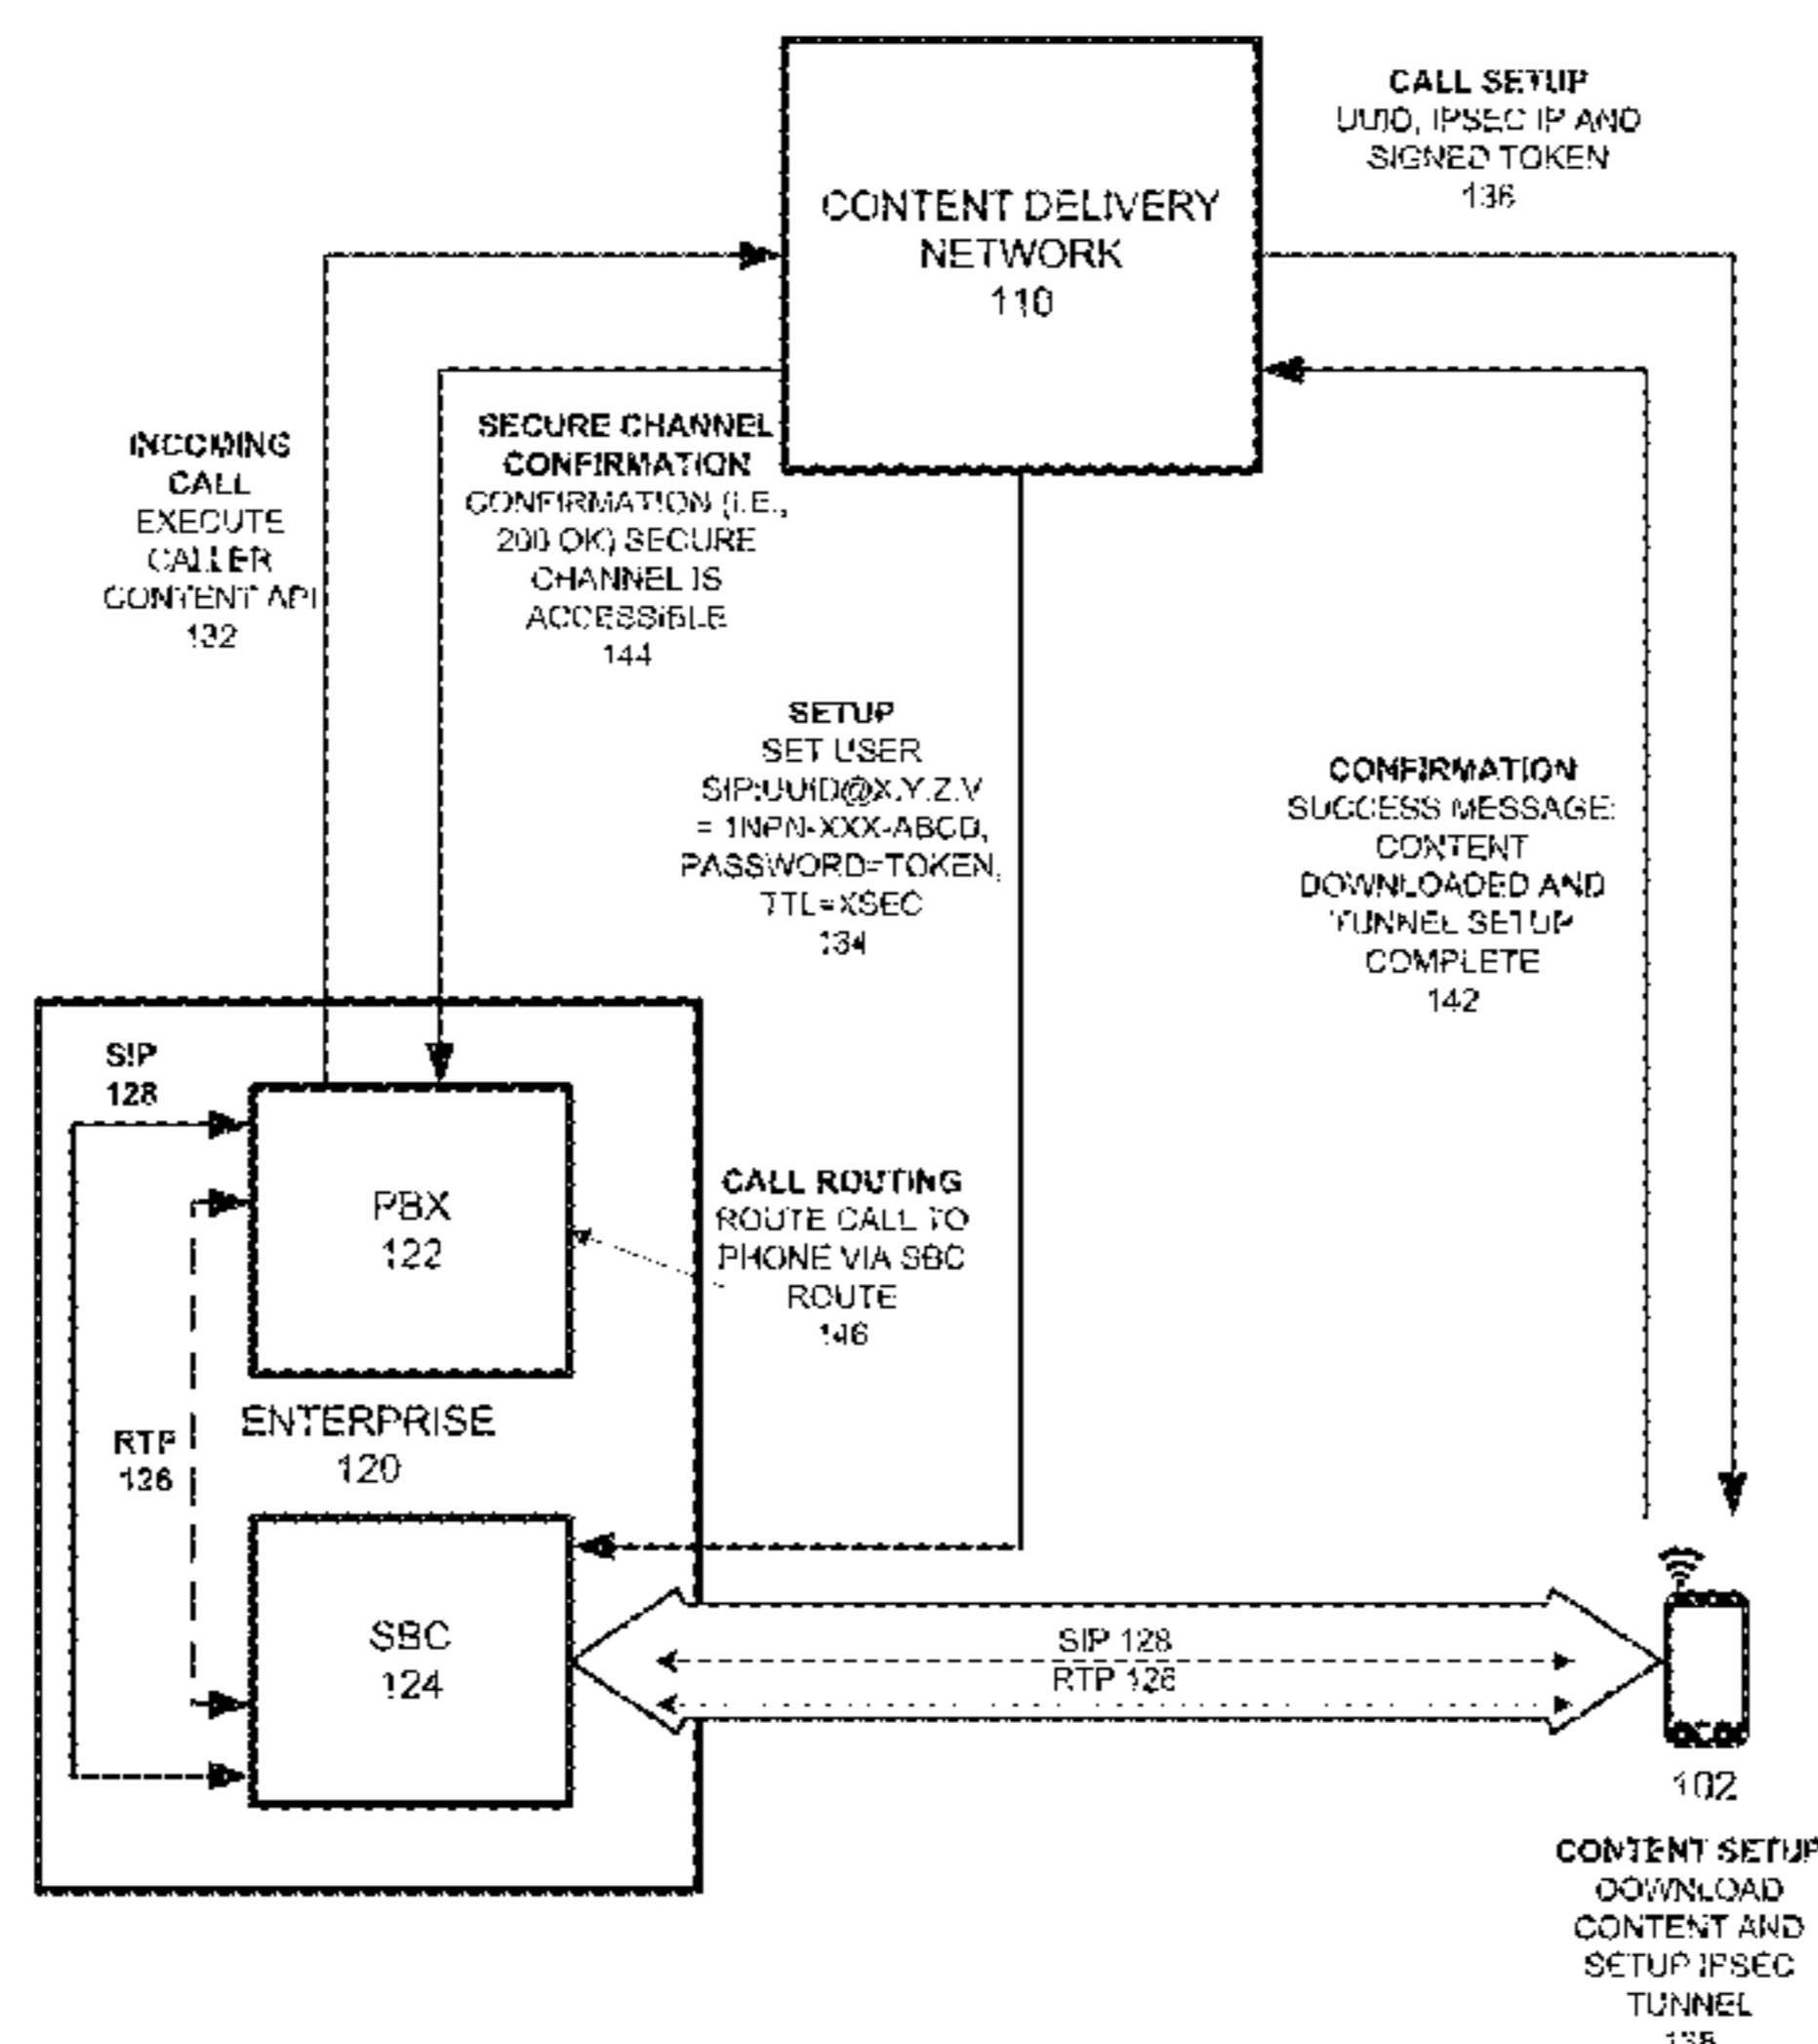 CALL SETUP
UUID, IPSEC IP AND
SIGNED TOKEN
136
CONTENT DELIVERY
NETWORK
110
INCOMING
CALL
EXECUTE
CALLER
CONTENT API
132
SECURE CHANNEL
CONFIRMATION
CONFIRMATION (I.E.,
200 OK) SECURE
CHANNEL IS
ACCESSIBLE
144
SETUP
SET USER
SIP:UUID@X.Y.Z.V
= 1NPN-XXX-ABCD,
PASSWORD=TOKEN,
TTL=XSEC
134
CONFIRMATION
SUCCESS MESSAGE:
CONTENT
DOWNLOADED AND
TUNNEL SETUP
COMPLETE
142
SIP
128
PBX
122
CALL ROUTING
ROUTE CALL TO
PHONE VIA SBC
ROUTE
146
RTP
126
ENTERPRISE
120
SBC
124
SIP 128
RTP 126
102
CONTENT SETUP
DOWNLOAD
CONTENT AND
SETUP IPSEC
TUNNEL